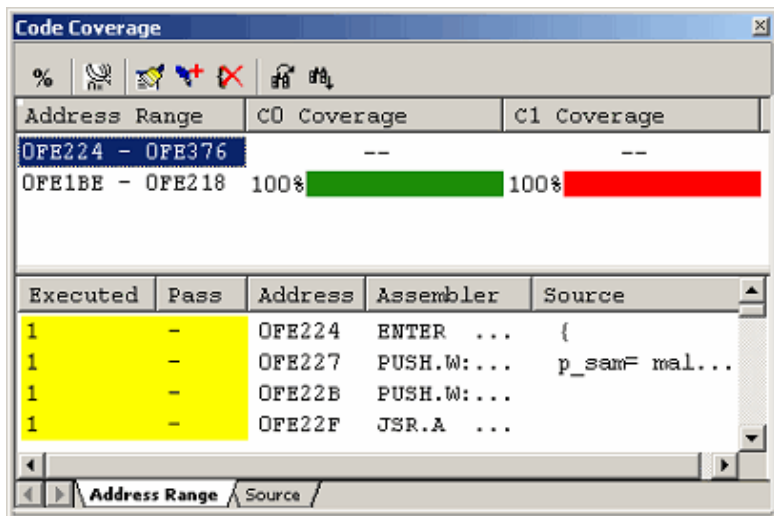 Code Coverage
%
Address Range C0 Coverage C1 Coverage
0FE224 - 0FE376 -- --
0FE1BE - 0FE218 100% 100%
Executed Pass Address Assembler Source
1 - 0FE224 ENTER ... {
1 - 0FE227 PUSH.W:... p_sam= mal...
1 - 0FE22B PUSH.W:...
1 - 0FE22F JSR.A ...
Address Range Source